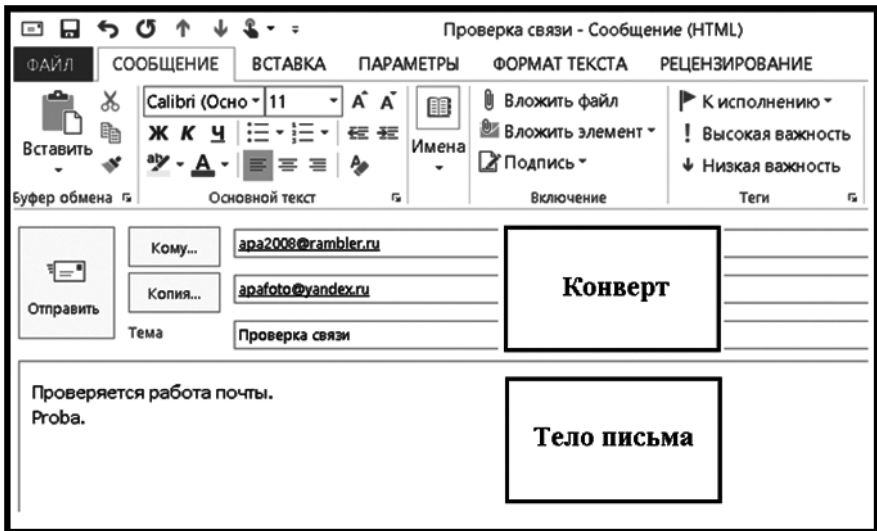 Проверка связи - Сообщение (HTML)
ФАЙЛ СООБЩЕНИЕ ВСТАВКА ПАРАМЕТРЫ ФОРМАТ ТЕКСТА РЕЦЕНЗИРОВАНИЕ
Вставить
Буфер обмена
Calibri (Осно 11 A A
Ж К Ч
aby A
Основной текст
Имена
Вложить файл
Вложить элемент
Подпись
Включение
К исполнению
Высокая важность
Низкая важность
Теги
Отправить
Кому... apa2008@rambler.ru
Копия... apafoto@yandex.ru
Тема Проверка связи
Конверт
Проверяется работа почты.
Proba.
Тело письма